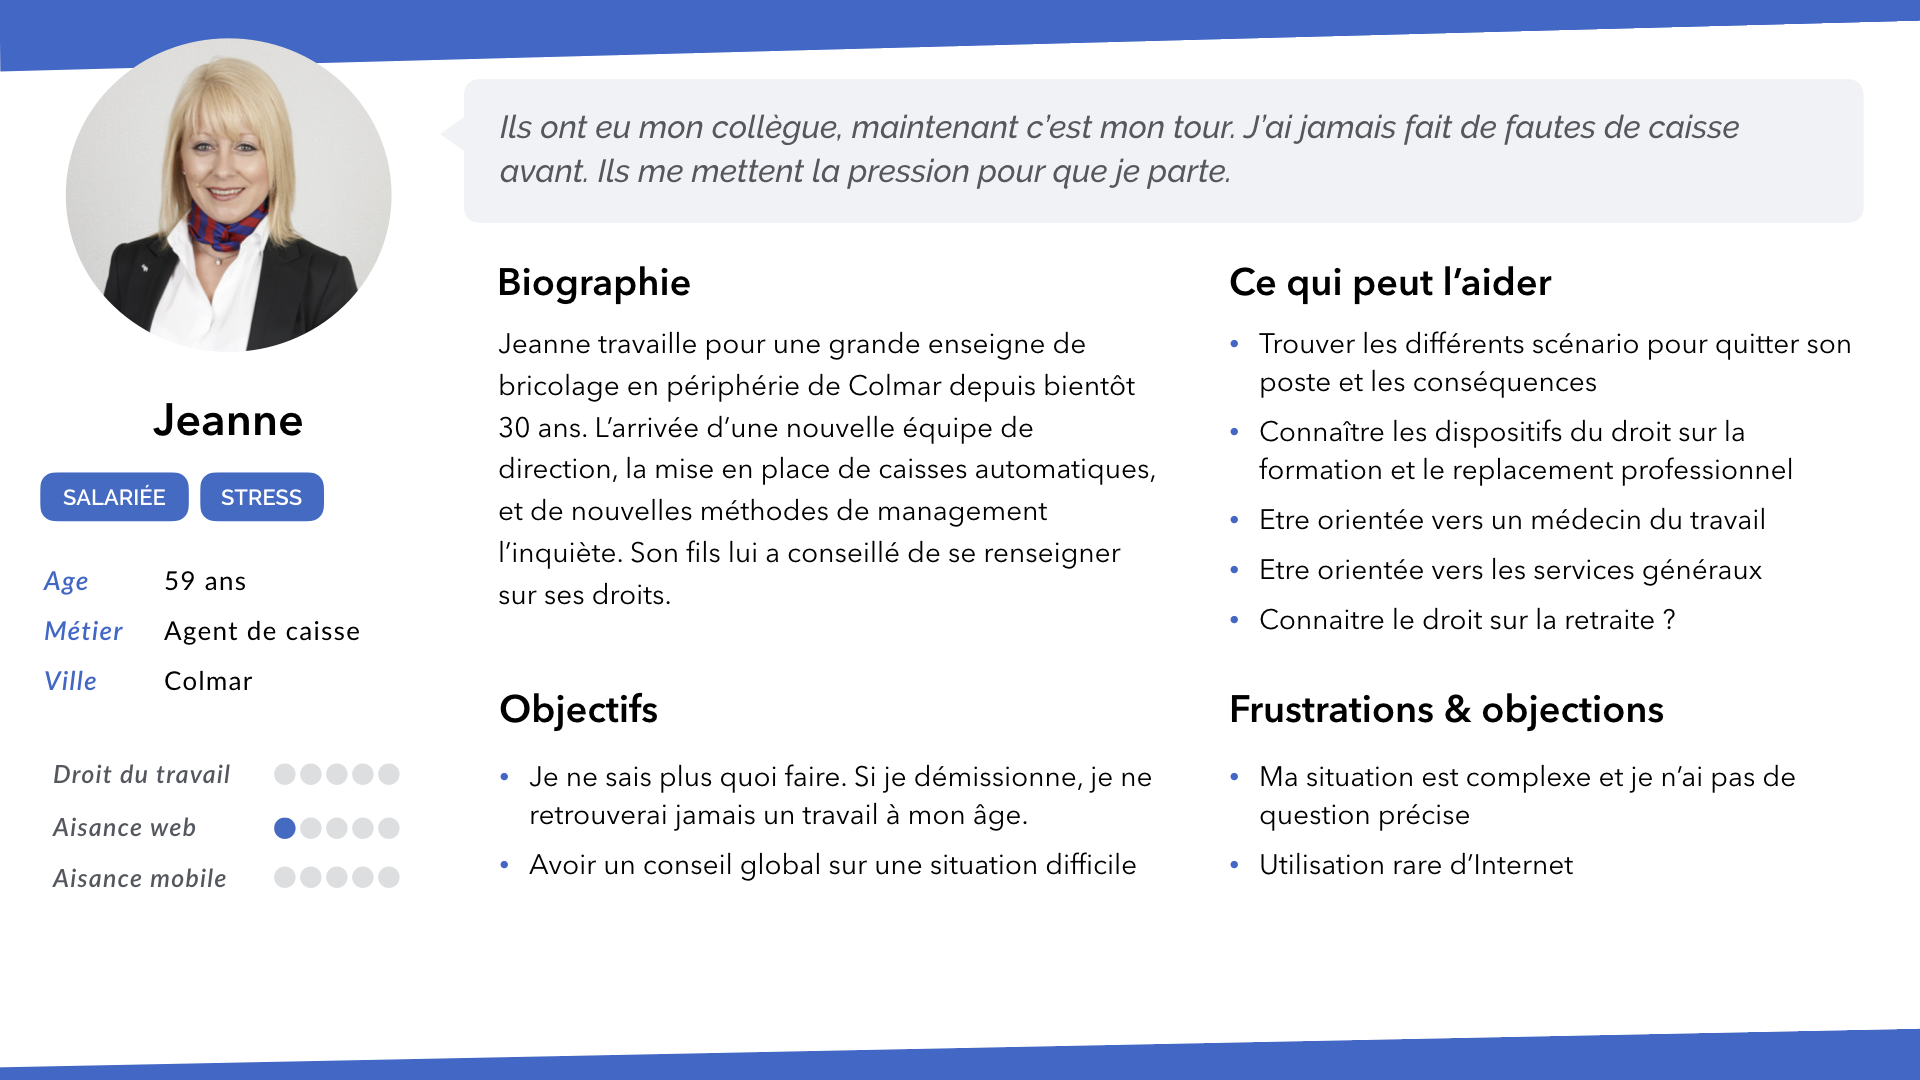 Ils ont eu mon collègue, maintenant c’est mon tour. J’ai jamais fait de fautes de caisse
avant. Ils me mettent la pression pour que je parte.
Jeanne
SALARIÉE
STRESS
Age 59 ans
Métier Agent de caisse
Ville Colmar
Droit du travail
Aisance web
Aisance mobile
Biographie
Jeanne travaille pour une grande enseigne de
bricolage en périphérie de Colmar depuis bientôt
30 ans. L’arrivée d’une nouvelle équipe de
direction, la mise en place de caisses automatiques,
et de nouvelles méthodes de management
l’inquiète. Son fils lui a conseillé de se renseigner
sur ses droits.
Ce qui peut l’aider
• Trouver les différents scénario pour quitter son
poste et les conséquences
• Connaître les dispositifs du droit sur la
formation et le replacement professionnel
• Etre orientée vers un médecin du travail
• Etre orientée vers les services généraux
• Connaitre le droit sur la retraite ?
Objectifs
• Je ne sais plus quoi faire. Si je démissionne, je ne
retrouverai jamais un travail à mon âge.
• Avoir un conseil global sur une situation difficile
Frustrations & objections
• Ma situation est complexe et je n’ai pas de
question précise
• Utilisation rare d’Internet